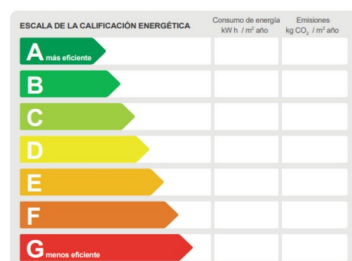 ESCALA DE LA CALIFICACIÓN ENERGÉTICA
Consumo de energía
kW h / m² año
Emisiones
kg CO₂ / m² año
A más eficiente
B
C
D
E
F
G menos eficiente